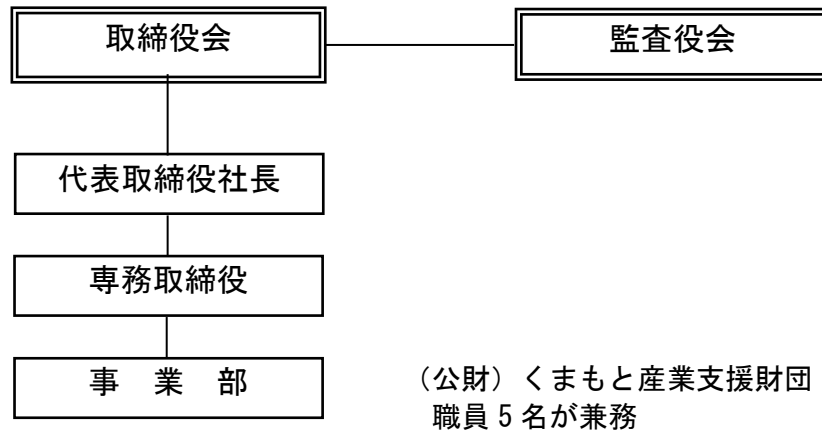 取締役会
監査役会
代表取締役社長
専務取締役
事　業　部
（公財）くまもと産業支援財団
職員５名が兼務